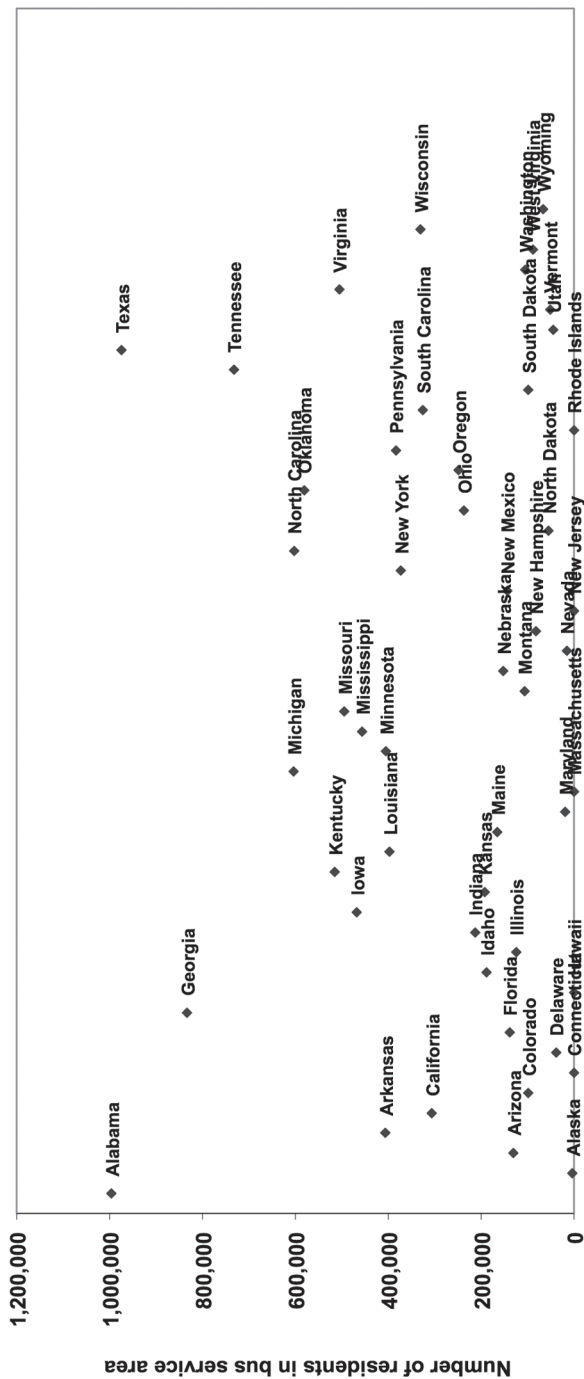 Number of residents in bus service area
1,200,000
1,000,000
800,000
600,000
400,000
200,000
0
Alabama
Alaska
Arizona
Arkansas
California
Colorado
Connecticut
Delaware
Florida
Georgia
Hawaii
Idaho
Illinois
Indiana
Iowa
Kansas
Kentucky
Louisiana
Maine
Maryland
Massachusetts
Michigan
Minnesota
Mississippi
Missouri
Montana
Nebraska
Nevada
New Hampshire
New Jersey
New Mexico
New York
North Carolina
North Dakota
Ohio
Oklahoma
Oregon
Pennsylvania
Rhode Islands
South Carolina
South Dakota
Tennessee
Texas
Utah
Vermont
Virginia
Washington
West Virginia
Wisconsin
Wyoming